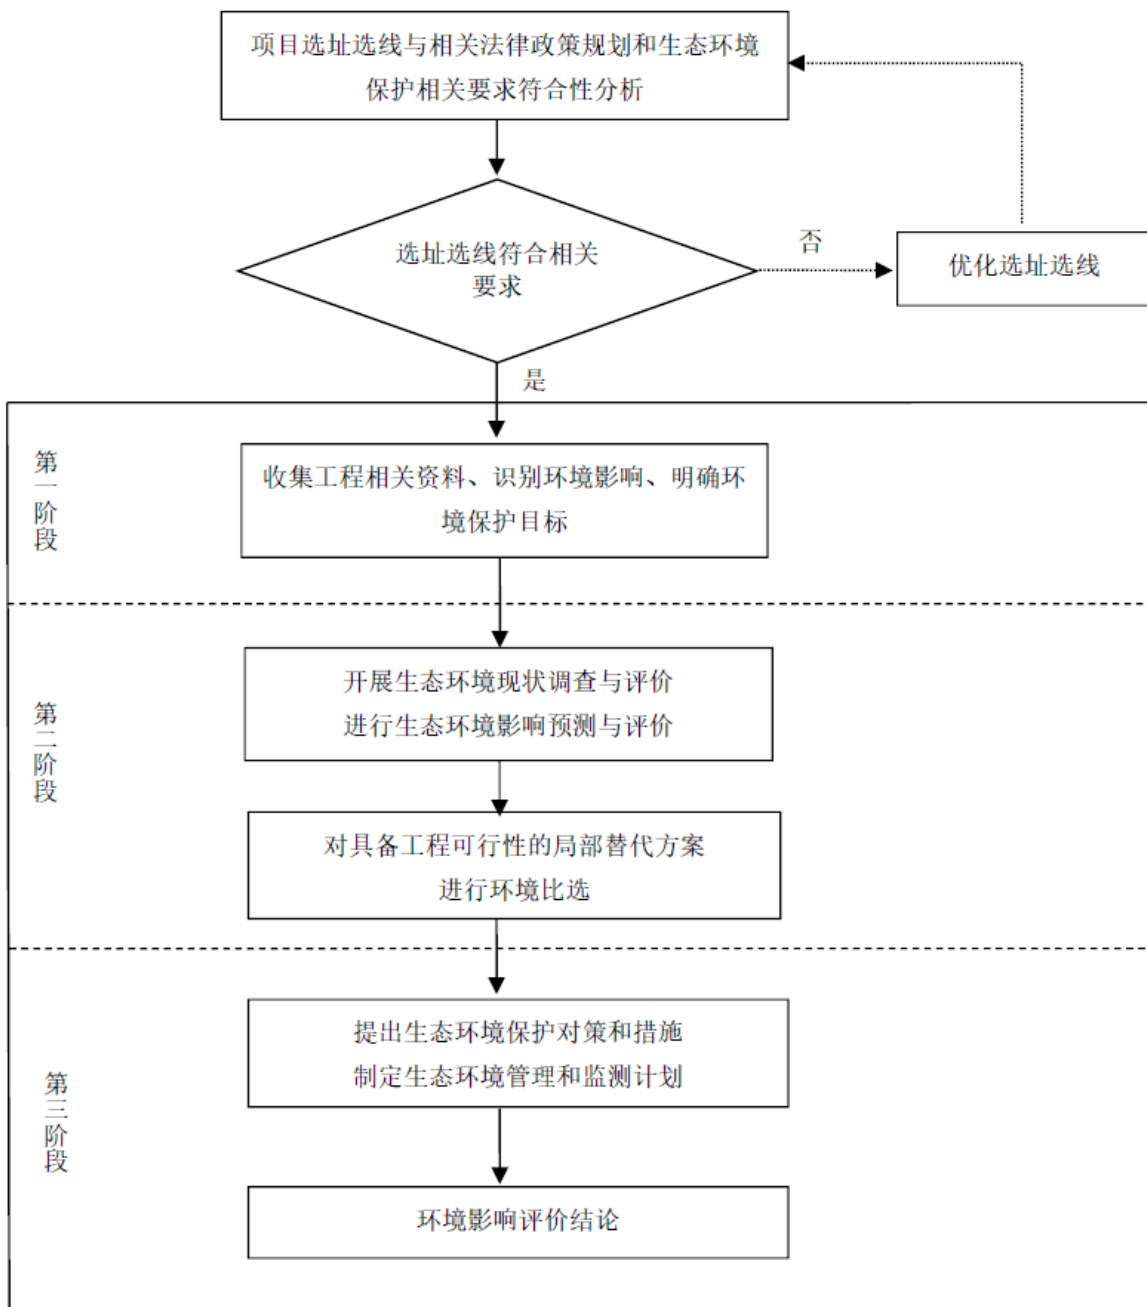 项目选址选线与相关法律政策规划和生态环境
保护相关要求符合性分析
选址选线符合相关
要求
否
优化选址选线
是
第一阶段
收集工程相关资料、识别环境影响、明确环
境保护目标
第二阶段
开展生态环境现状调查与评价
进行生态环境影响预测与评价
对具备工程可行性的局部替代方案
进行环境比选
第三阶段
提出生态环境保护对策和措施
制定生态环境管理和监测计划
环境影响评价结论